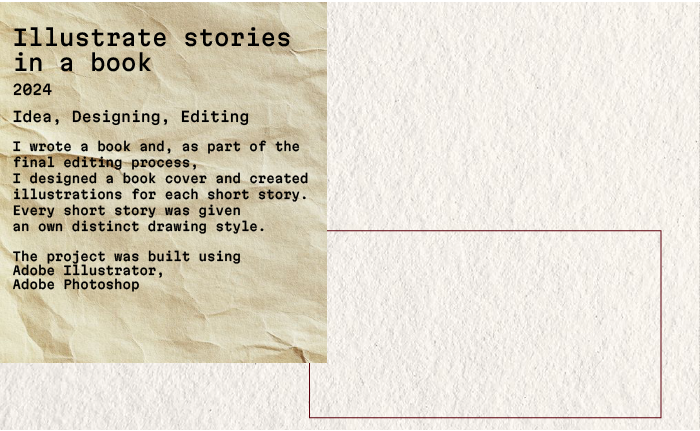 Illustrate stories
in a book
2024
Idea, Designing, Editing
I wrote a book and, as part of the
final editing process,
I designed a book cover and created
illustrations for each short story.
Every short story was given
an own distinct drawing style.
The project was built using
Adobe Illustrator,
Adobe Photoshop